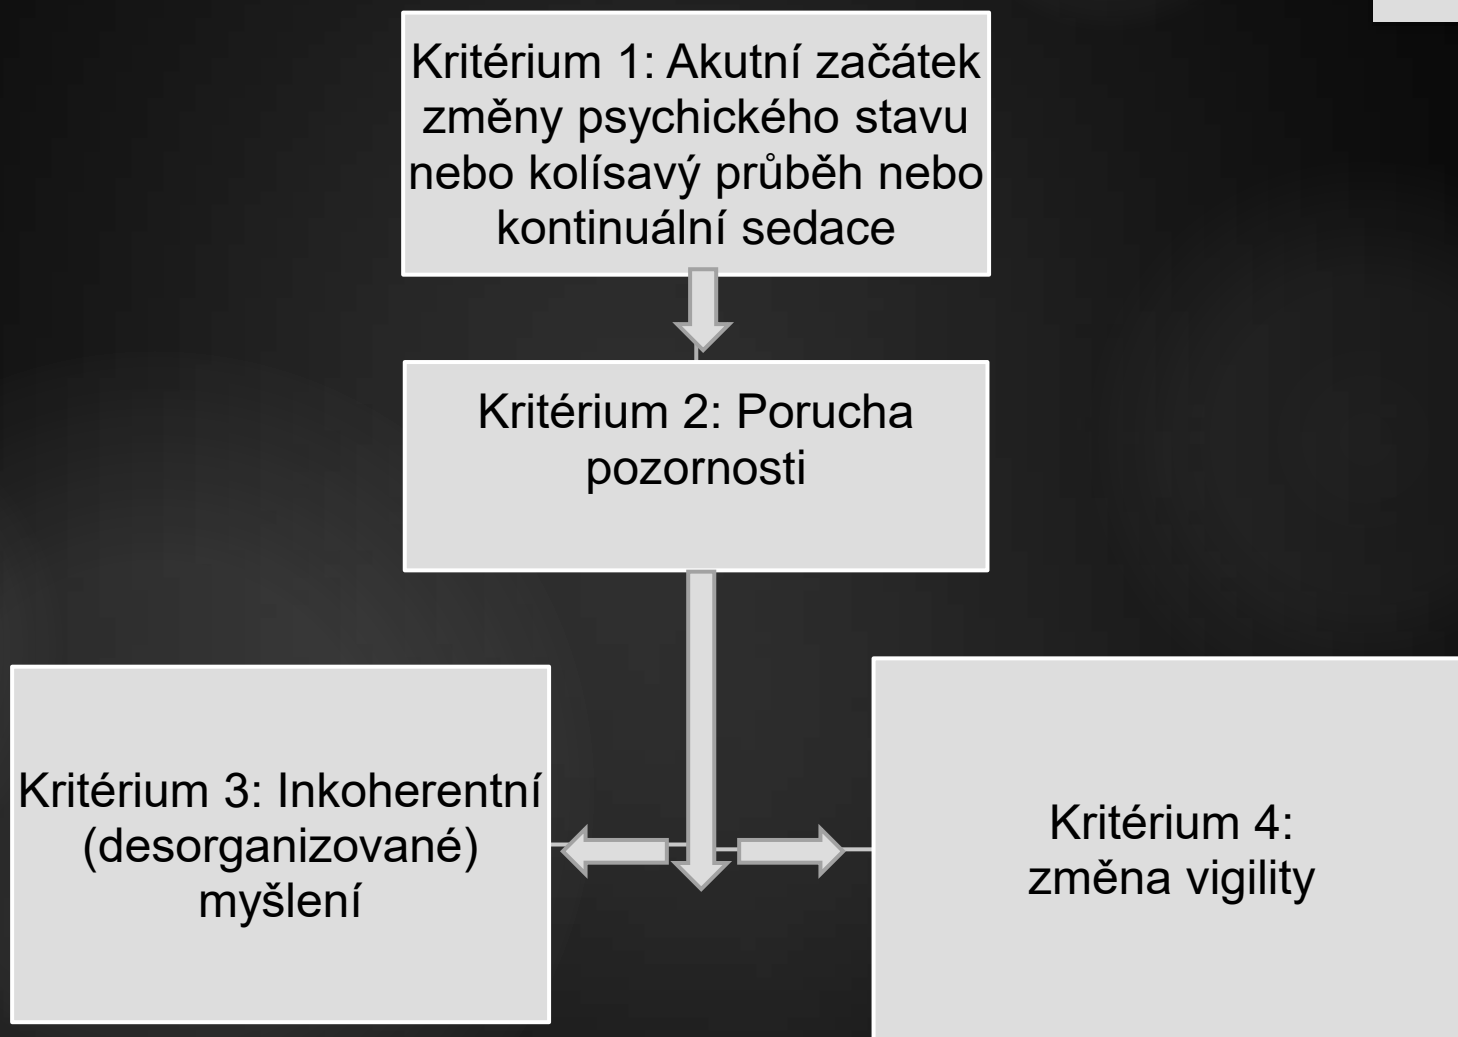 Kritérium 1: Akutní začátek
změny psychického stavu
nebo kolísavý průběh nebo
kontinuální sedace
Kritérium 2: Porucha
pozornosti
Kritérium 3: Inkoherentní
(desorganizované)
myšlení
Kritérium 4:
změna vigility